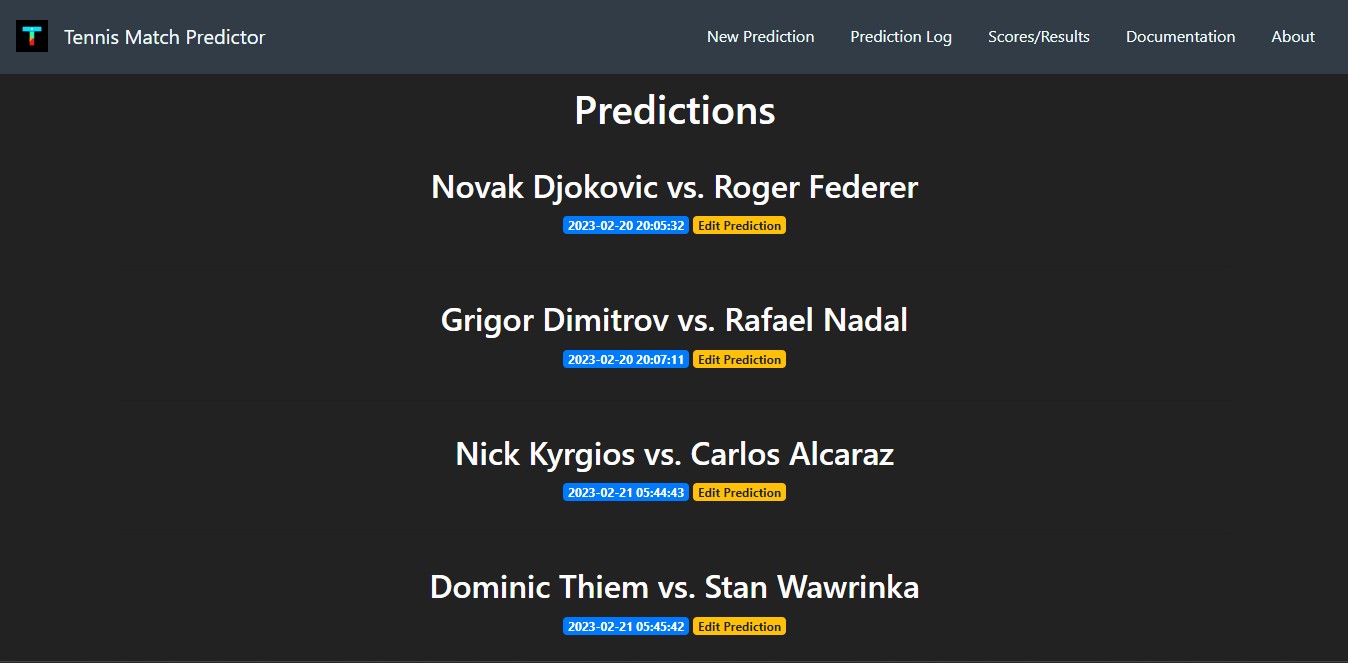 T Tennis Match Predictor New Prediction Prediction Log Scores/Results Documentation About
Predictions
Novak Djokovic vs. Roger Federer
2023-02-20 20:05:32 Edit Prediction
Grigor Dimitrov vs. Rafael Nadal
2023-02-20 20:07:11 Edit Prediction
Nick Kyrgios vs. Carlos Alcaraz
2023-02-21 05:44:43 Edit Prediction
Dominic Thiem vs. Stan Wawrinka
2023-02-21 05:45:42 Edit Prediction